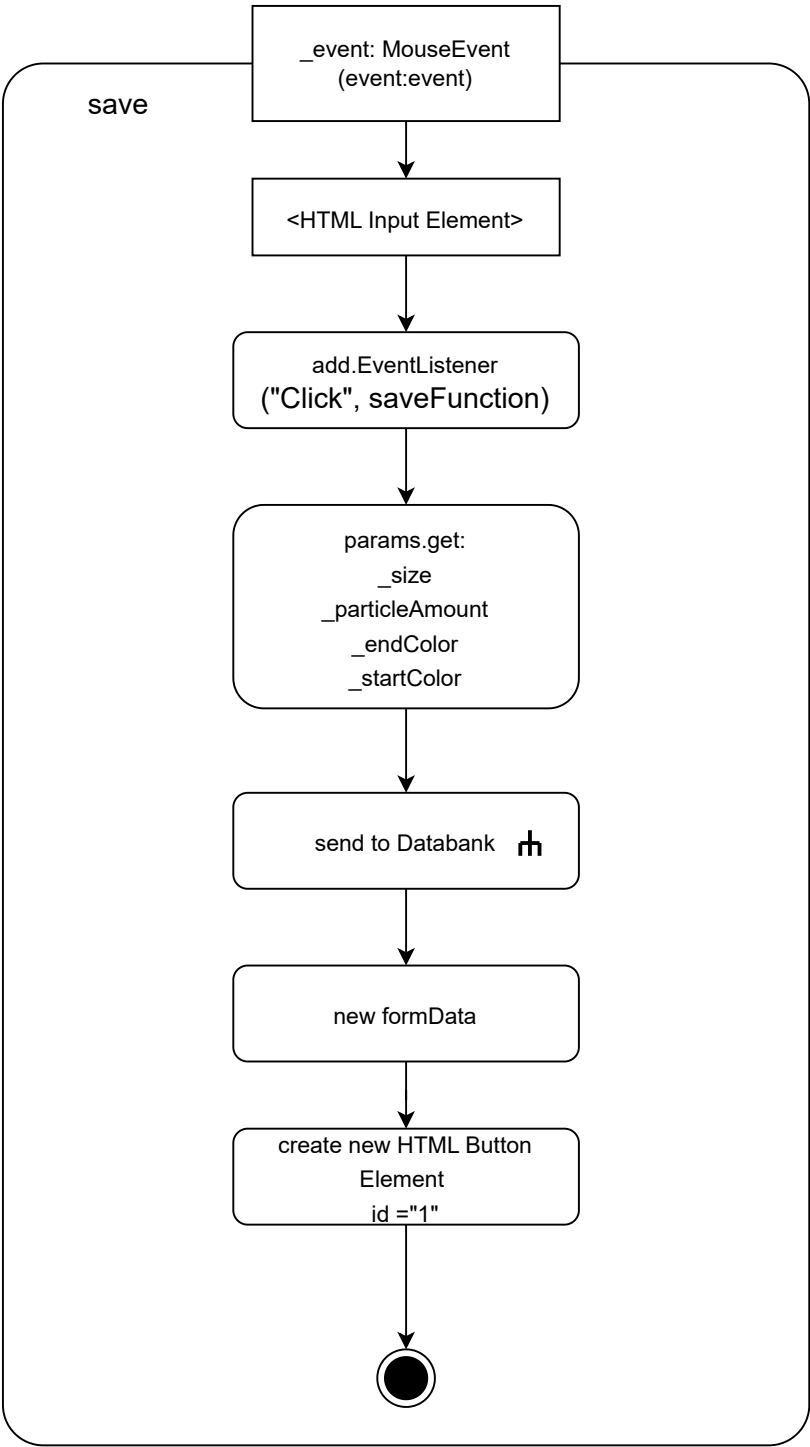 _event: MouseEvent
(event:event)
save
<HTML Input Element>
add.EventListener
("Click", saveFunction)
params.get:
_size
_particleAmount
_endColor
_startColor
send to Databank
new formData
create new HTML Button
Element
id ="1"